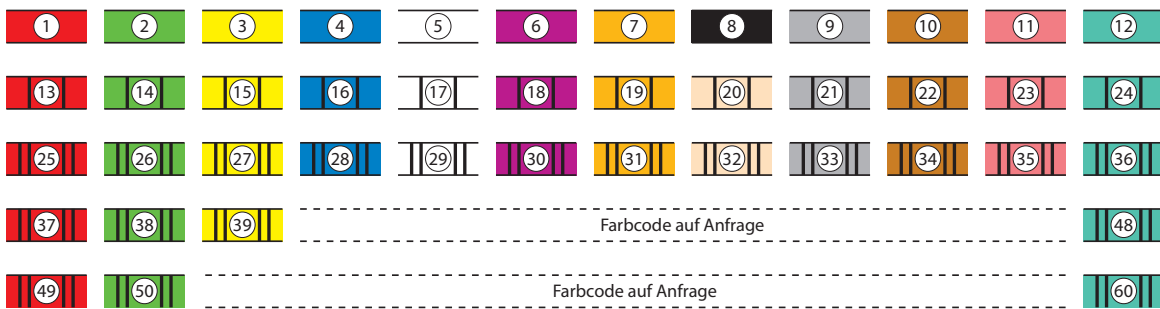 1 2 3 4 5 6 7 8 9 10 11 12
13 14 15 16 17 18 19 20 21 22 23 24
25 26 27 28 29 30 31 32 33 34 35 36
37 38 39 Farbcode auf Anfrage 48
49 50 Farbcode auf Anfrage 60